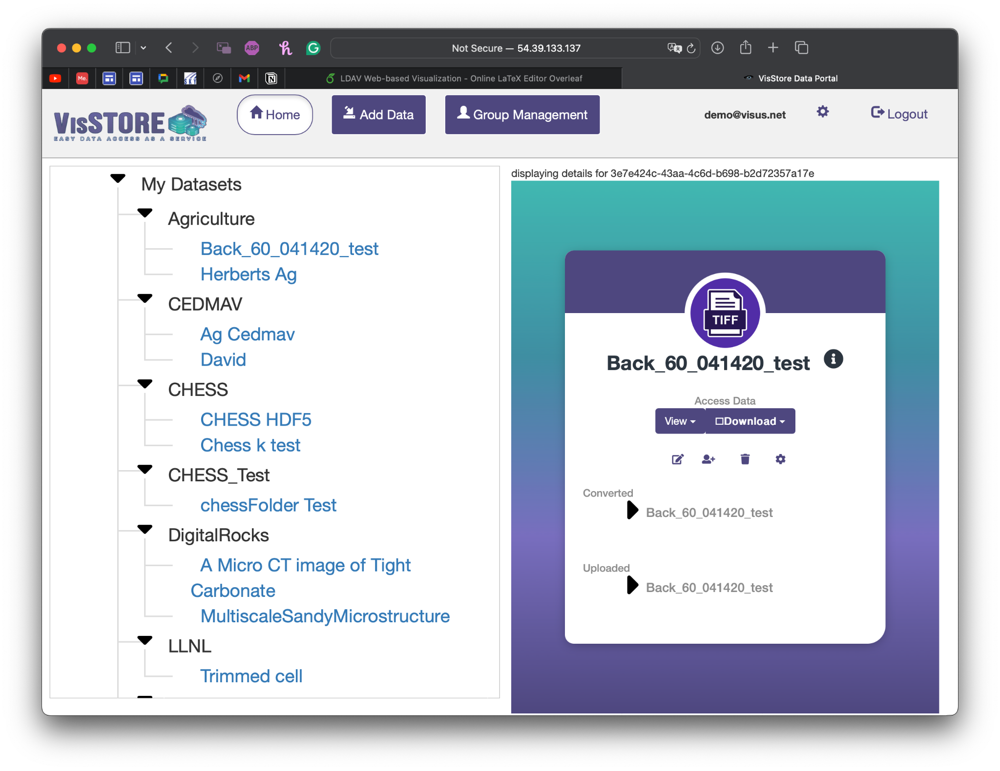 ABP
Not Secure — 54.39.133.137
Me.
SKY
LDAV Web-based Visualization - Online LaTeX Editor Overleaf
VisStore Data Portal
VISSTORE
EASY DATA ACCESS AS A SERVICE
Home
Add Data
Group Management
demo@visus.net
Logout
My Datasets
Agriculture
Back_60_041420_test
Herberts Ag
CEDMAV
Ag Cedmav
David
CHESS
CHESS HDF5
Chess k test
CHESS_Test
chessFolder Test
DigitalRocks
A Micro CT image of Tight
Carbonate
MultiscaleSandyMicrostructure
LLNL
Trimmed cell
displaying details for 3e7e424c-43aa-4c6d-b698-b2d72357a17e
TIFF
Back_60_041420_test
Access Data
View
Download
Converted
Back_60_041420_test
Uploaded
Back_60_041420_test